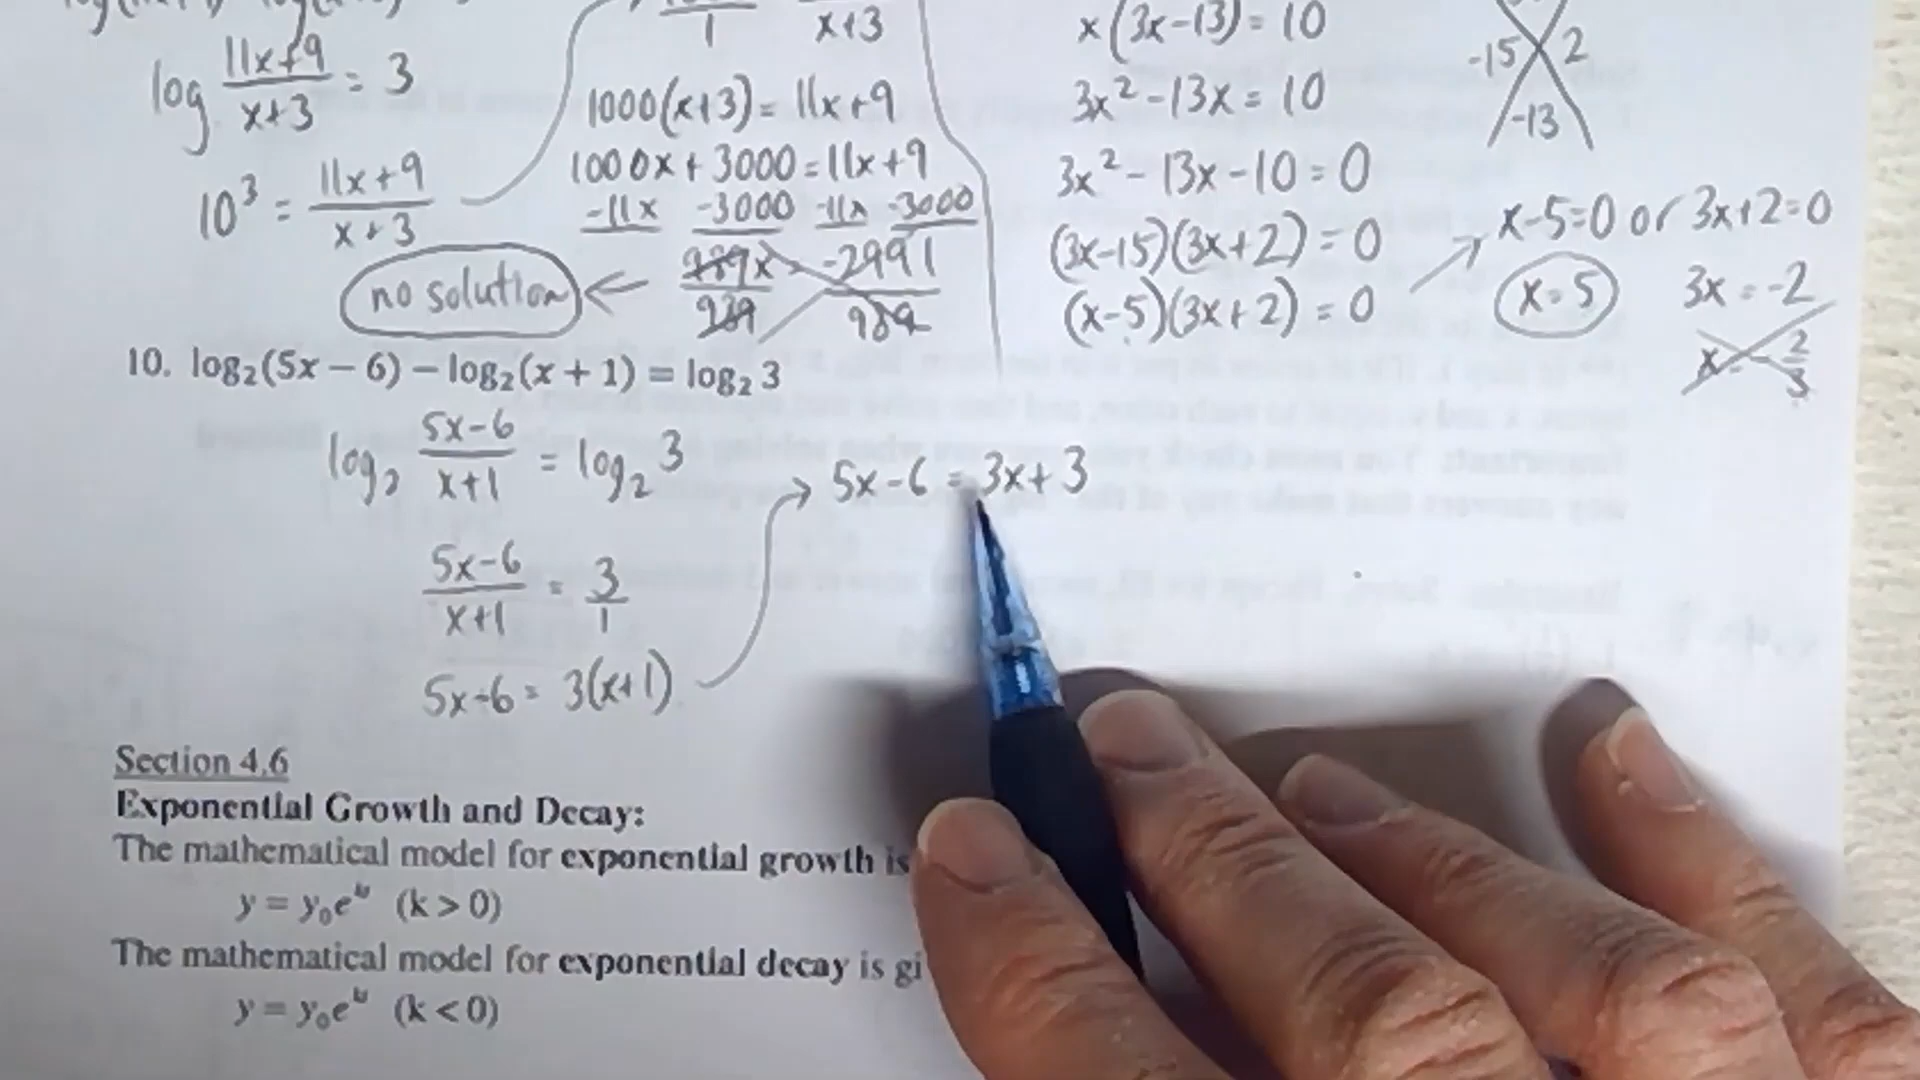 log (11x+9)/(x+3) = 3
10³ = (11x+9)/(x+3)
no solution
1
x+3
1000(x+3) = 11x+9
1000x + 3000 = 11x+9
-11x -3000 -11x -3000
989x = -2991
989 989
x(3x-13) = 10
3x² -13x = 10
3x² - 13x -10 = 0
(3x-15)(3x+2) = 0
(x-5)(3x+2) = 0
-15 2
-13
x-5=0 or 3x+2=0
x=5 3x = -2
x = -2/3
10. log₂(5x − 6) − log₂(x + 1) = log₂ 3
log₂ (5x-6)/(x+1) = log₂ 3
(5x-6)/(x+1) = 3/1
5x-6 = 3(x+1)
5x-6 = 3x+3
Section 4.6
Exponential Growth and Decay:
The mathematical model for exponential growth is
y = y₀eᵏᵗ (k > 0)
The mathematical model for exponential decay is gi
y = y₀eᵏᵗ (k < 0)